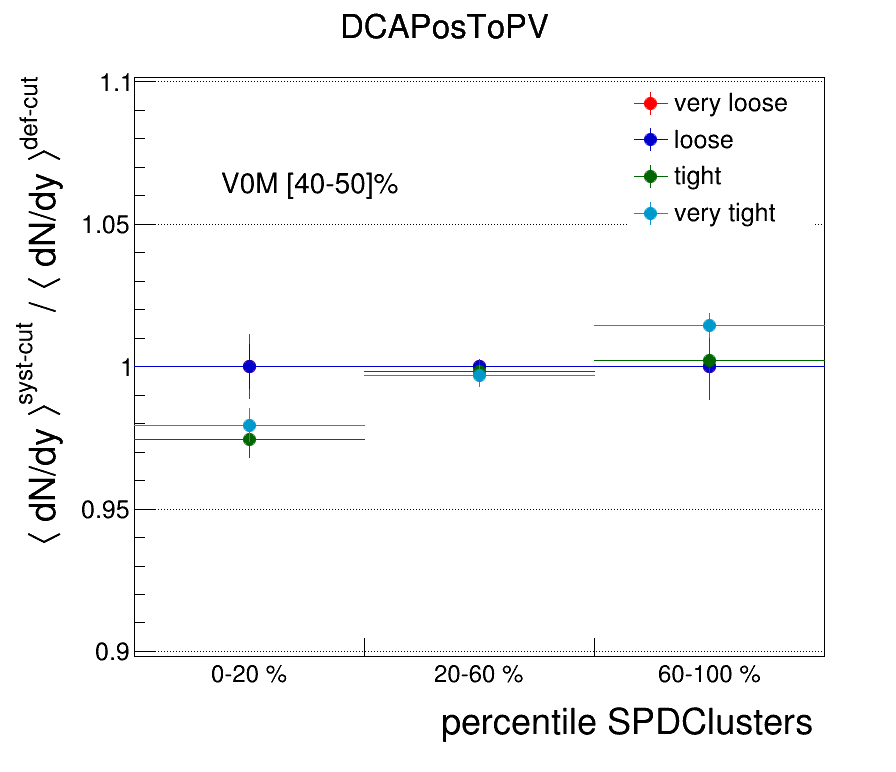 DCAPosToPV
⟨ dN/dy ⟩^syst-cut / ⟨ dN/dy ⟩^def-cut
1.1
1.05
1
0.95
0.9
V0M [40-50]%
very loose
loose
tight
very tight
0-20 %
20-60 %
60-100 %
percentile SPDClusters